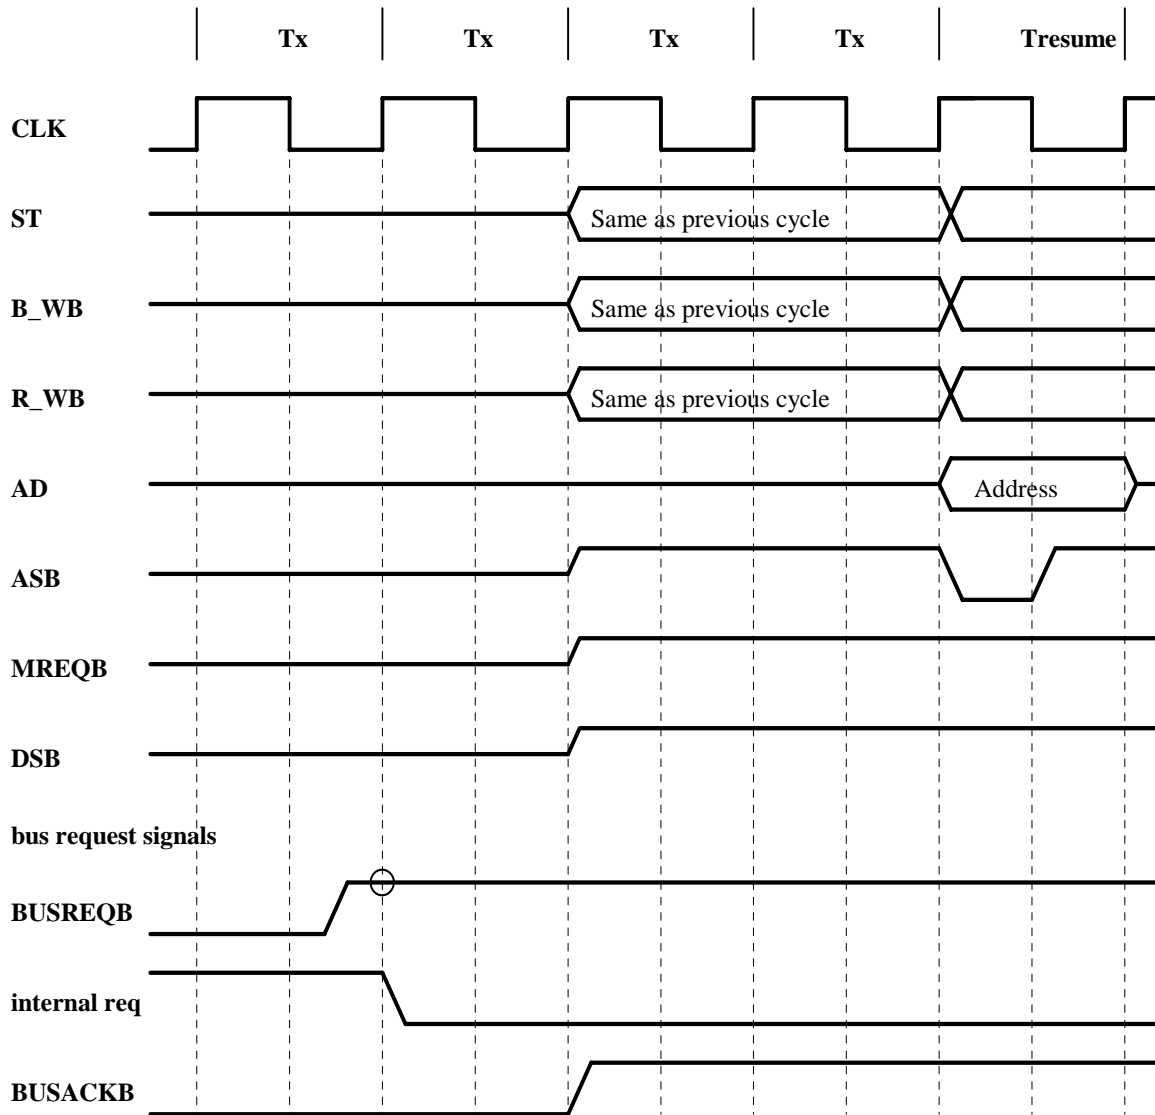 Tx Tx Tx Tx Tresume
CLK
ST Same as previous cycle
B_WB Same as previous cycle
R_WB Same as previous cycle
AD Address
ASB
MREQB
DSB
bus request signals
BUSREQB
internal req
BUSACKB